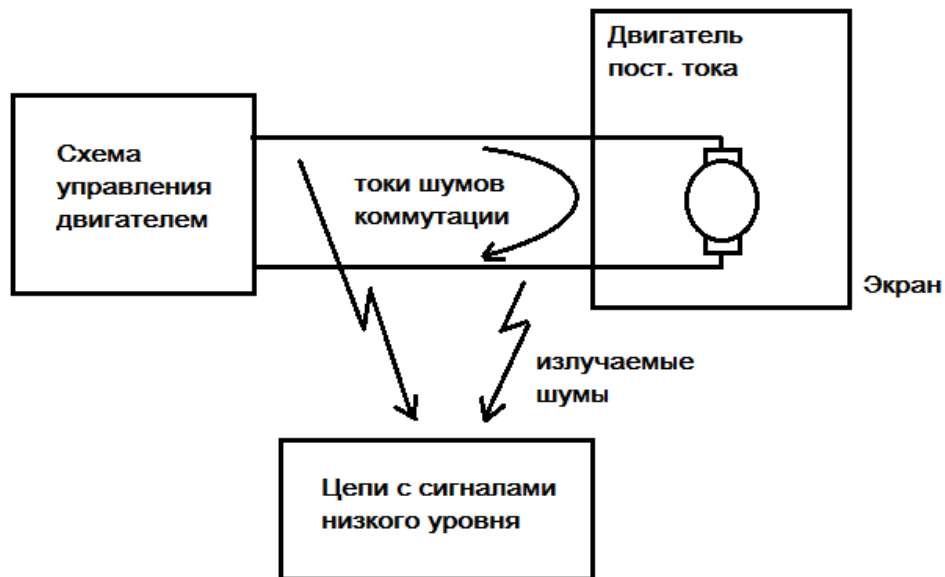 Двигатель
пост. тока
Схема
управления
двигателем
токи шумов
коммутации
Экран
излучаемые
шумы
Цепи с сигналами
низкого уровня